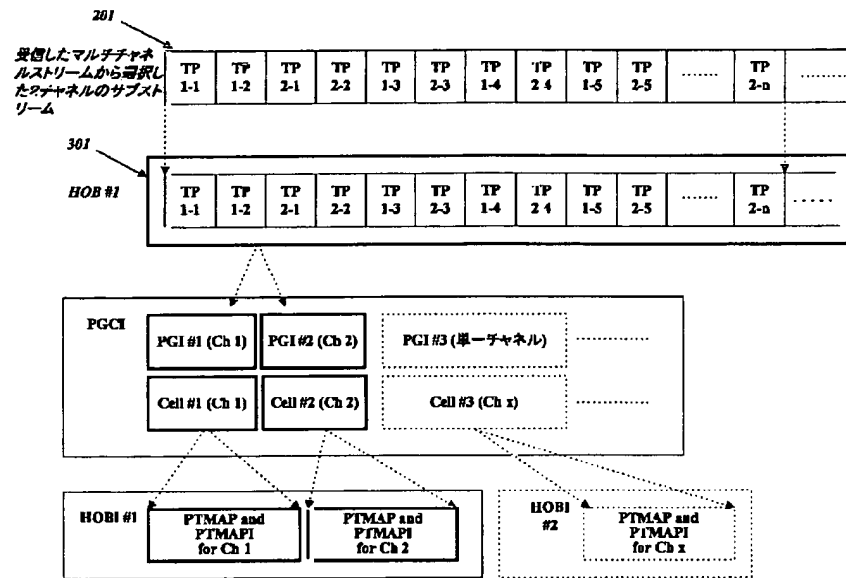 201
受信したマルチチャネ
ルストリームから選択し
た2チャネルのサブスト
リーム
TP 1-1 TP 1-2 TP 2-1 TP 2-2 TP 1-3 TP 2-3 TP 1-4 TP 2 4 TP 1-5 TP 2-5 ........ TP 2-n ........
301
HOB #1
TP 1-1 TP 1-2 TP 2-1 TP 2-2 TP 1-3 TP 2-3 TP 1-4 TP 2 4 TP 1-5 TP 2-5 ........ TP 2-n ......
PGCI
PGI #1 (Ch 1)
PGI #2 (Ch 2)
PGI #3 (単一チャネル)
Cell #1 (Ch 1)
Cell #2 (Ch 2)
Cell #3 (Ch x)
HOBI #1
PTMAP and
PTMAPI
for Ch 1
PTMAP and
PTMAPI
for Ch 2
HOBI
#2
PTMAP and
PTMAPI
for Ch x